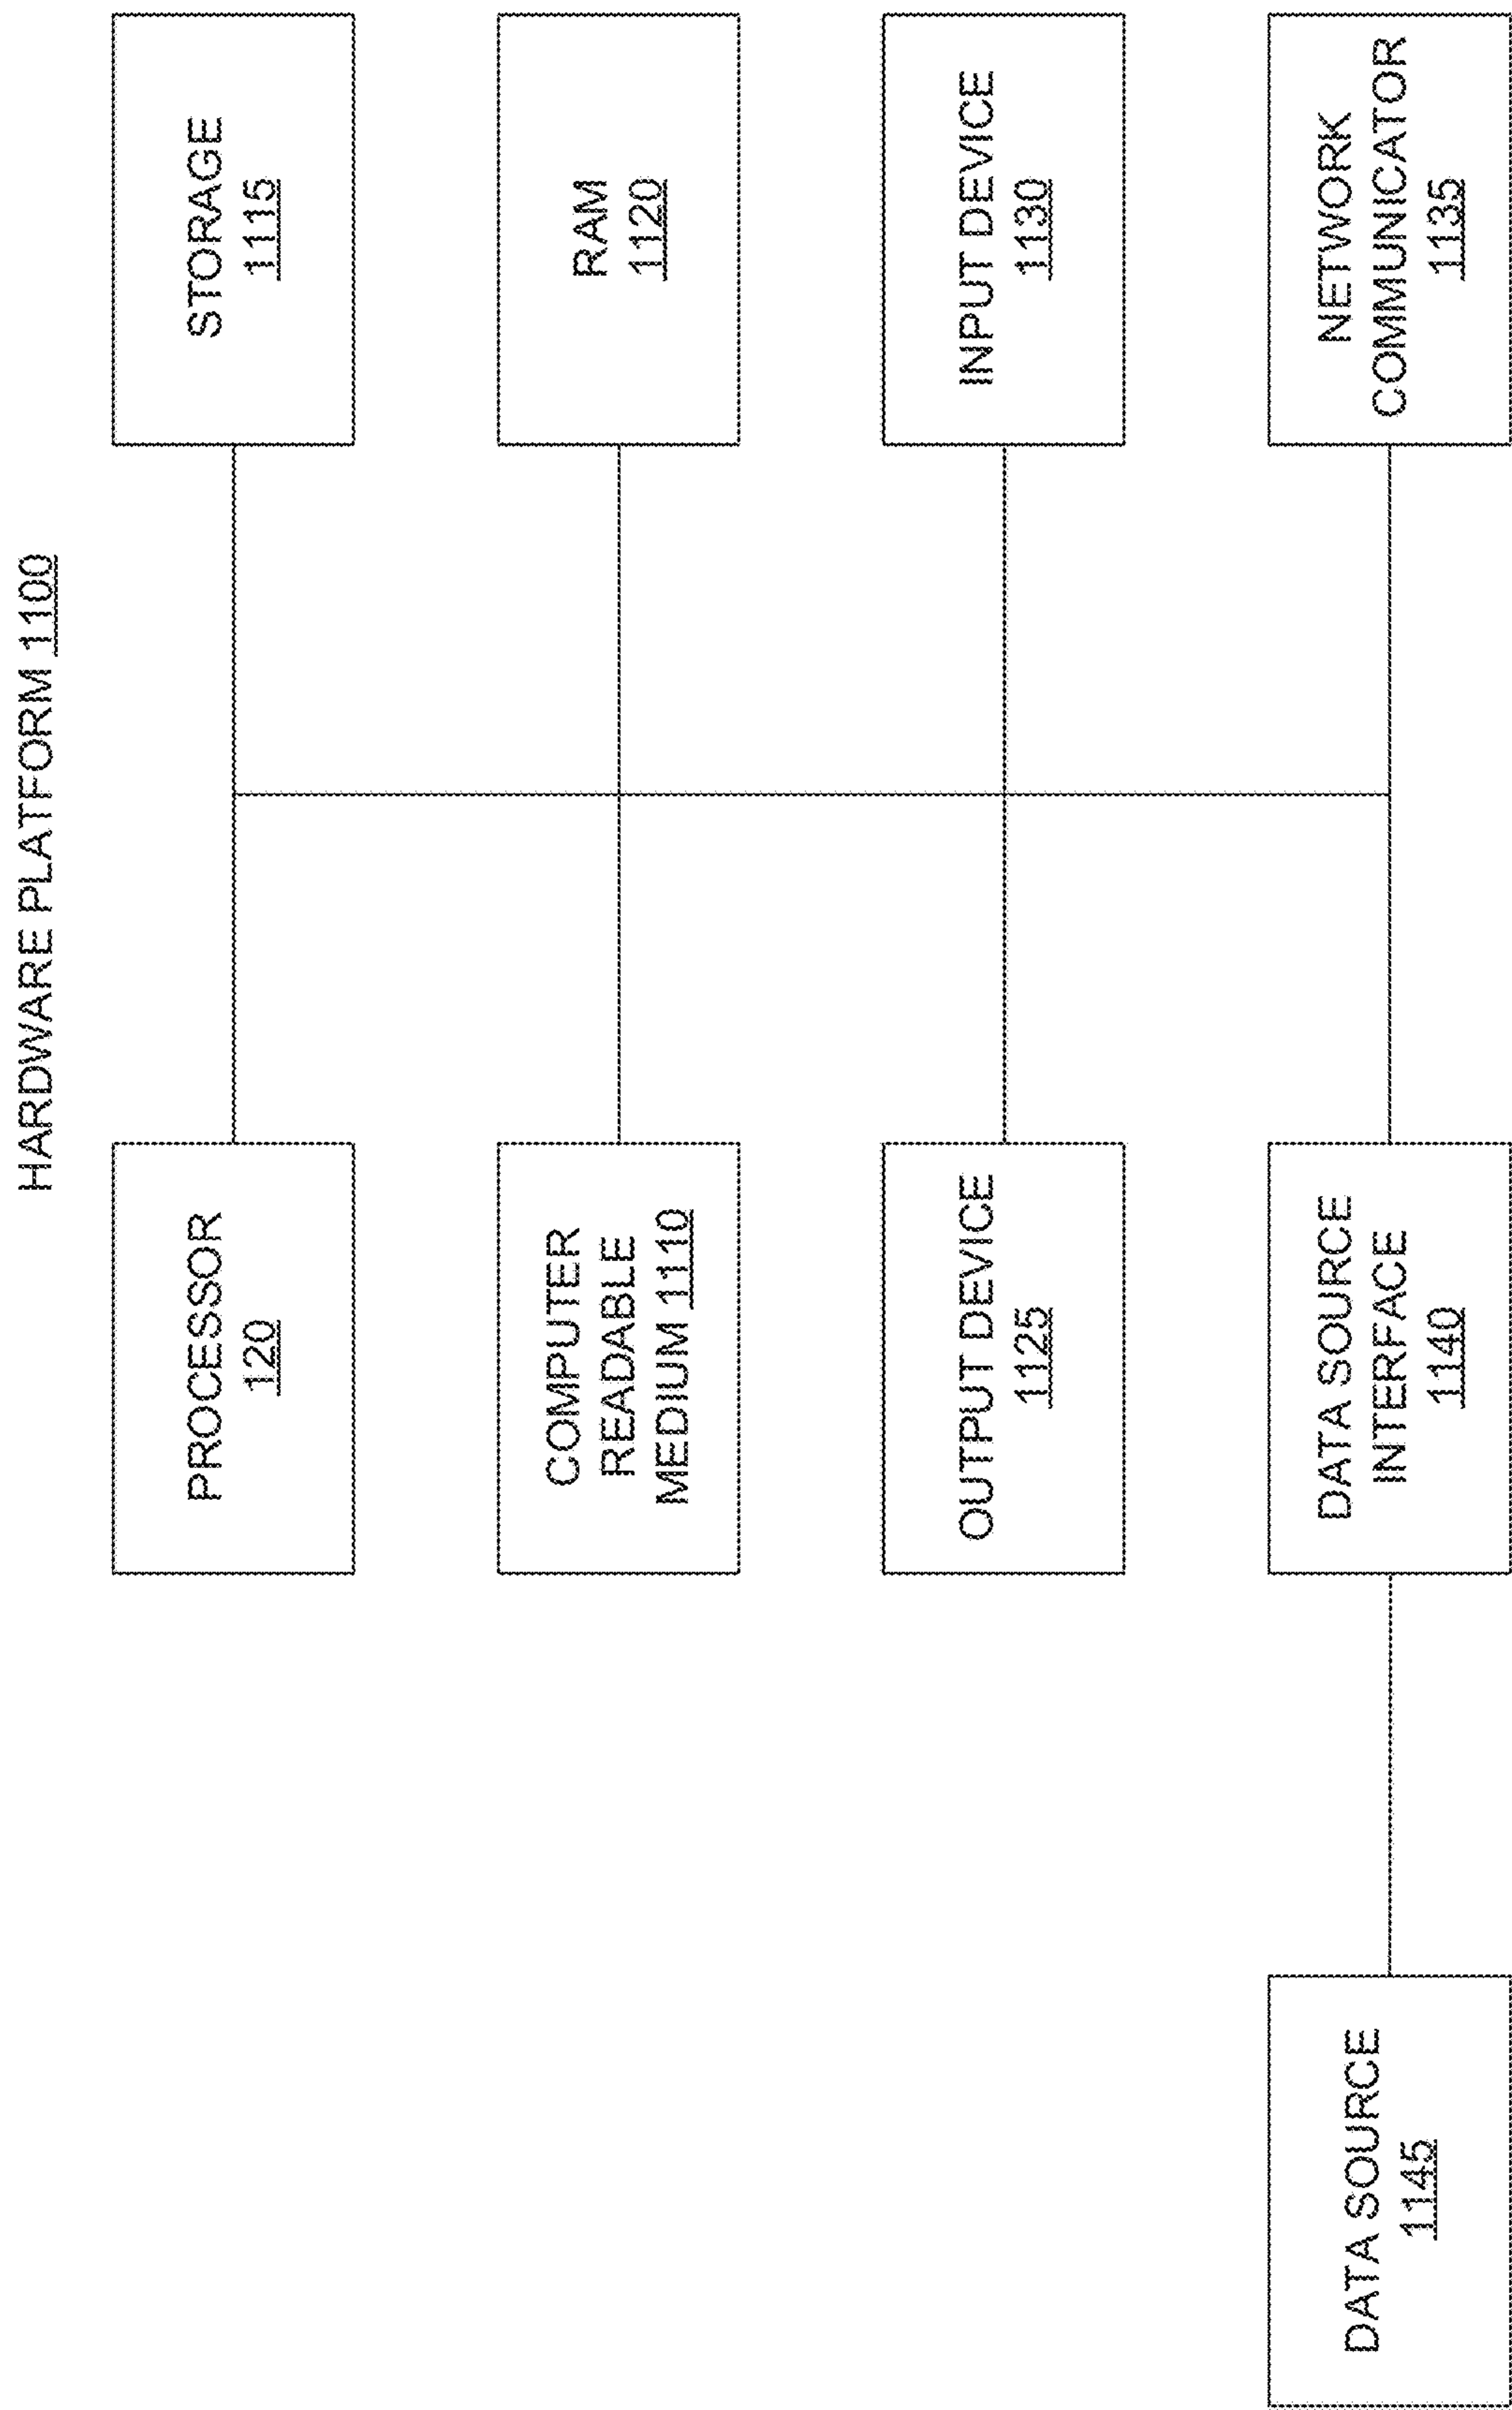 HARDWARE PLATFORM 1100
PROCESSOR
120
STORAGE
1115
COMPUTER
READABLE
MEDIUM 1110
RAM
1120
OUTPUT DEVICE
1125
INPUT DEVICE
1130
DATA SOURCE
1145
DATA SOURCE
INTERFACE
1140
NETWORK
COMMUNICATOR
1135